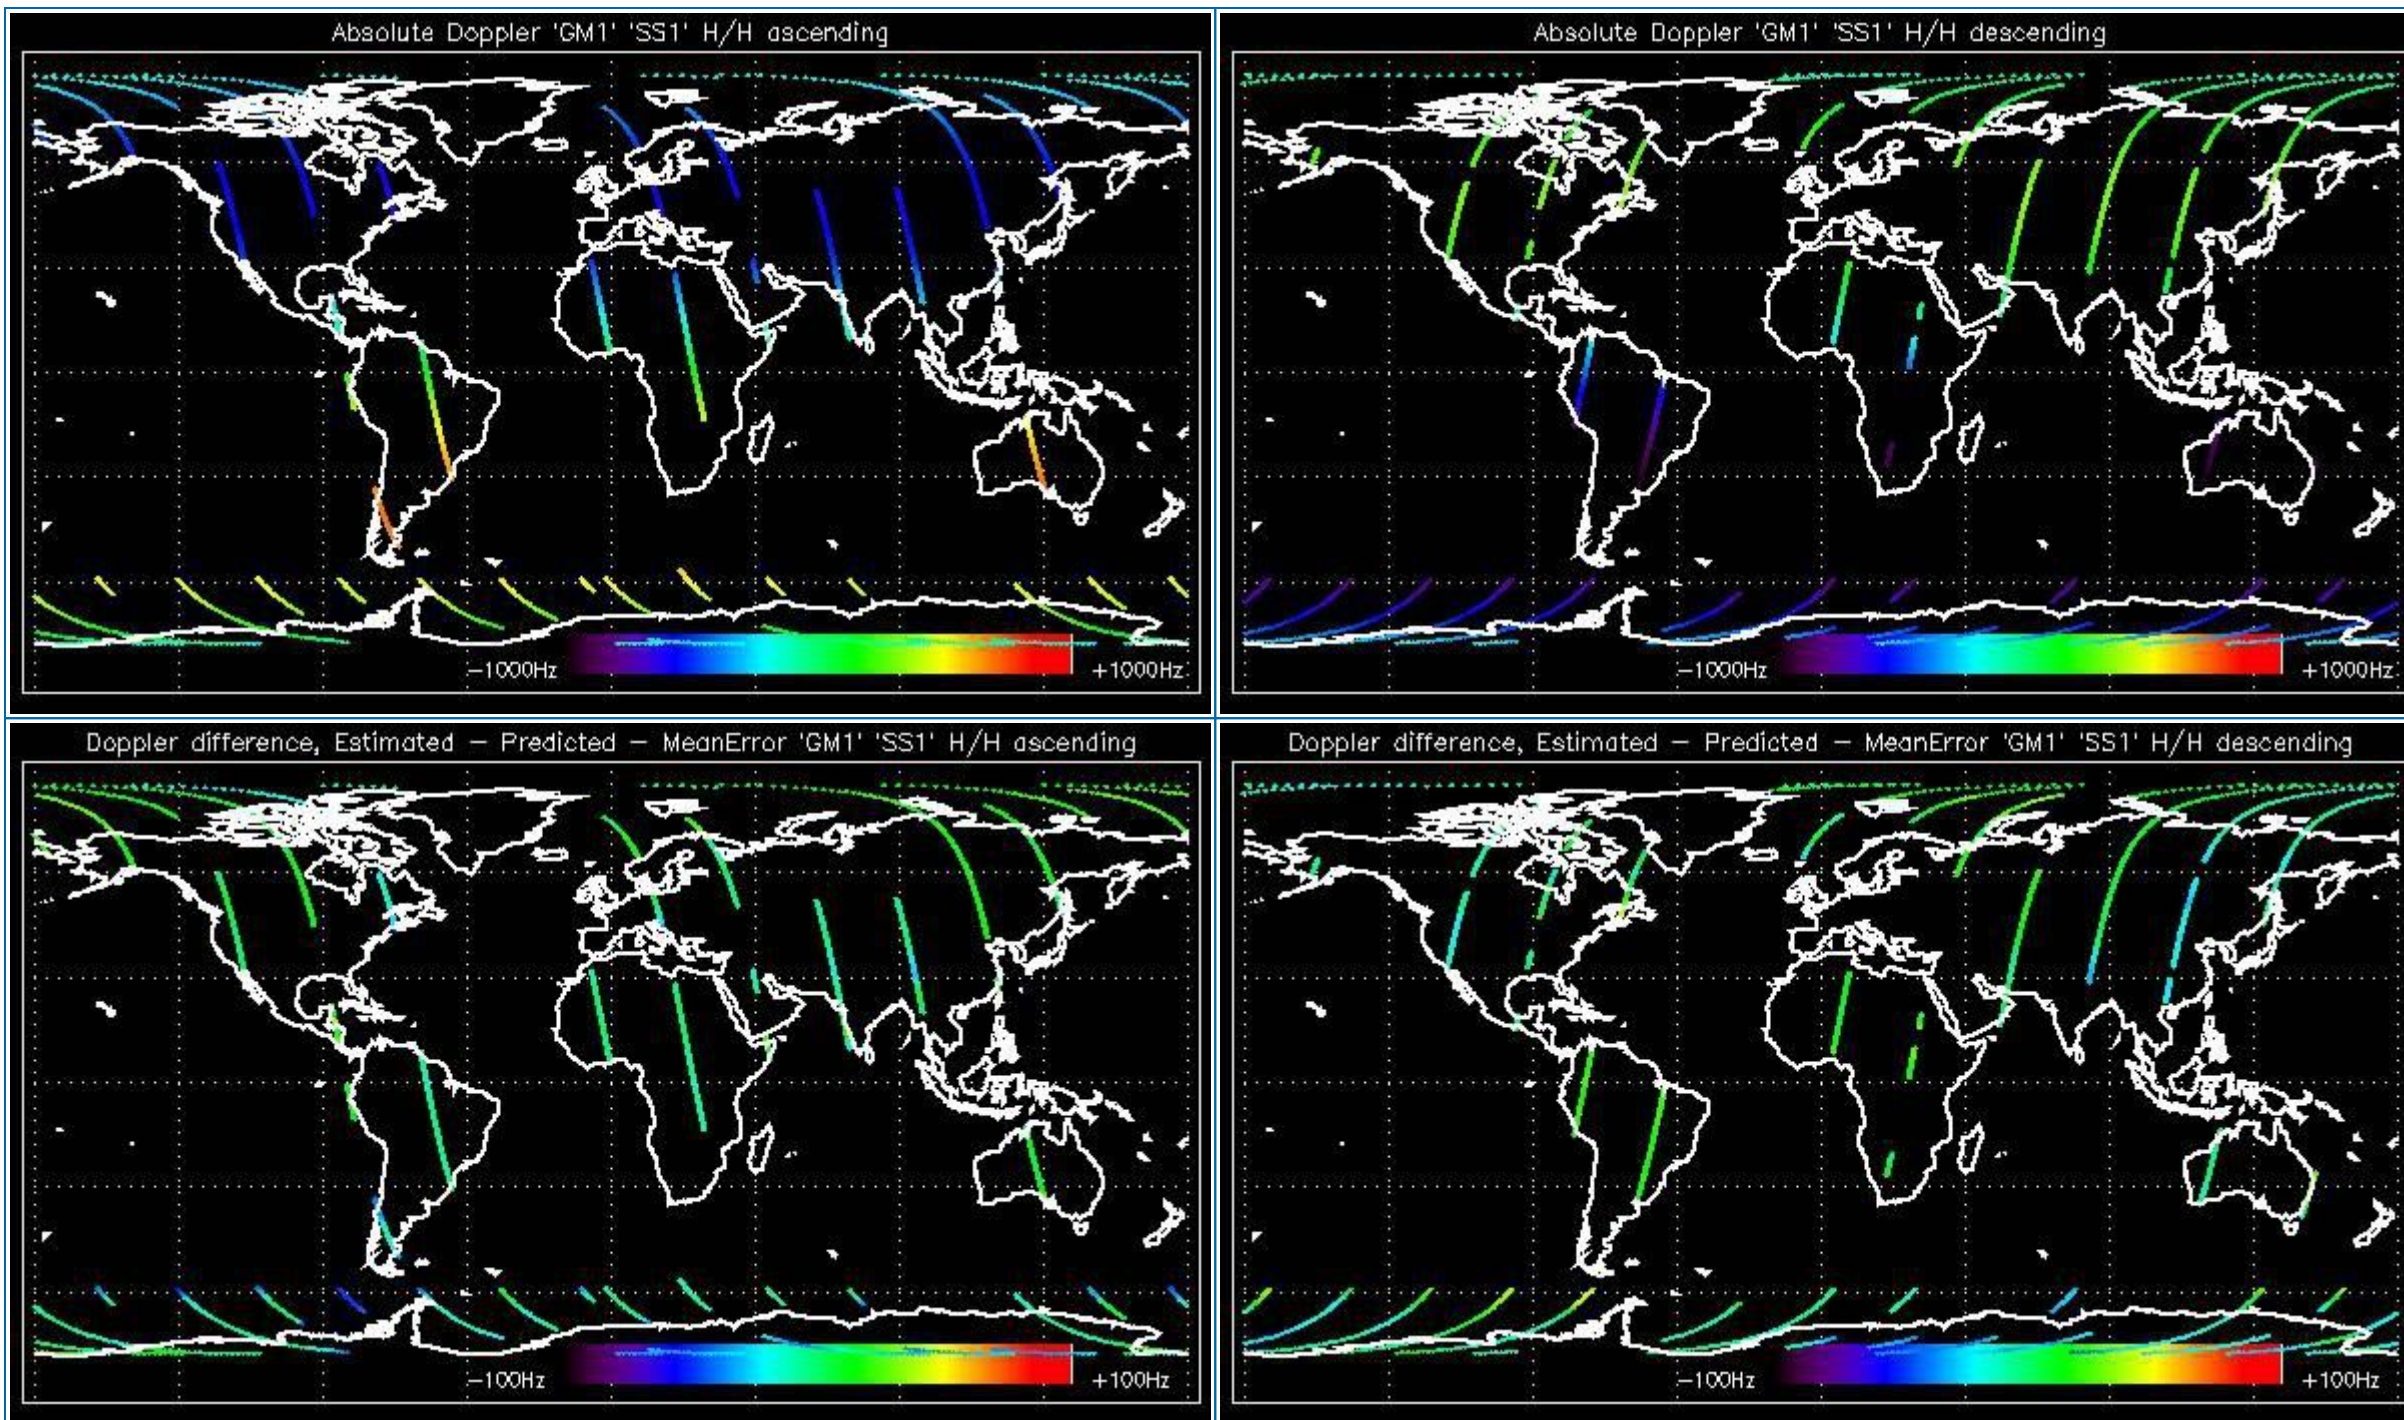 Absolute Doppler 'GM1' 'SS1' H/H ascending
−1000Hz
+1000Hz
Absolute Doppler 'GM1' 'SS1' H/H descending
−1000Hz
+1000Hz
Doppler difference, Estimated − Predicted − MeanError 'GM1' 'SS1' H/H ascending
−100Hz
+100Hz
Doppler difference, Estimated − Predicted − MeanError 'GM1' 'SS1' H/H descending
−100Hz
+100Hz